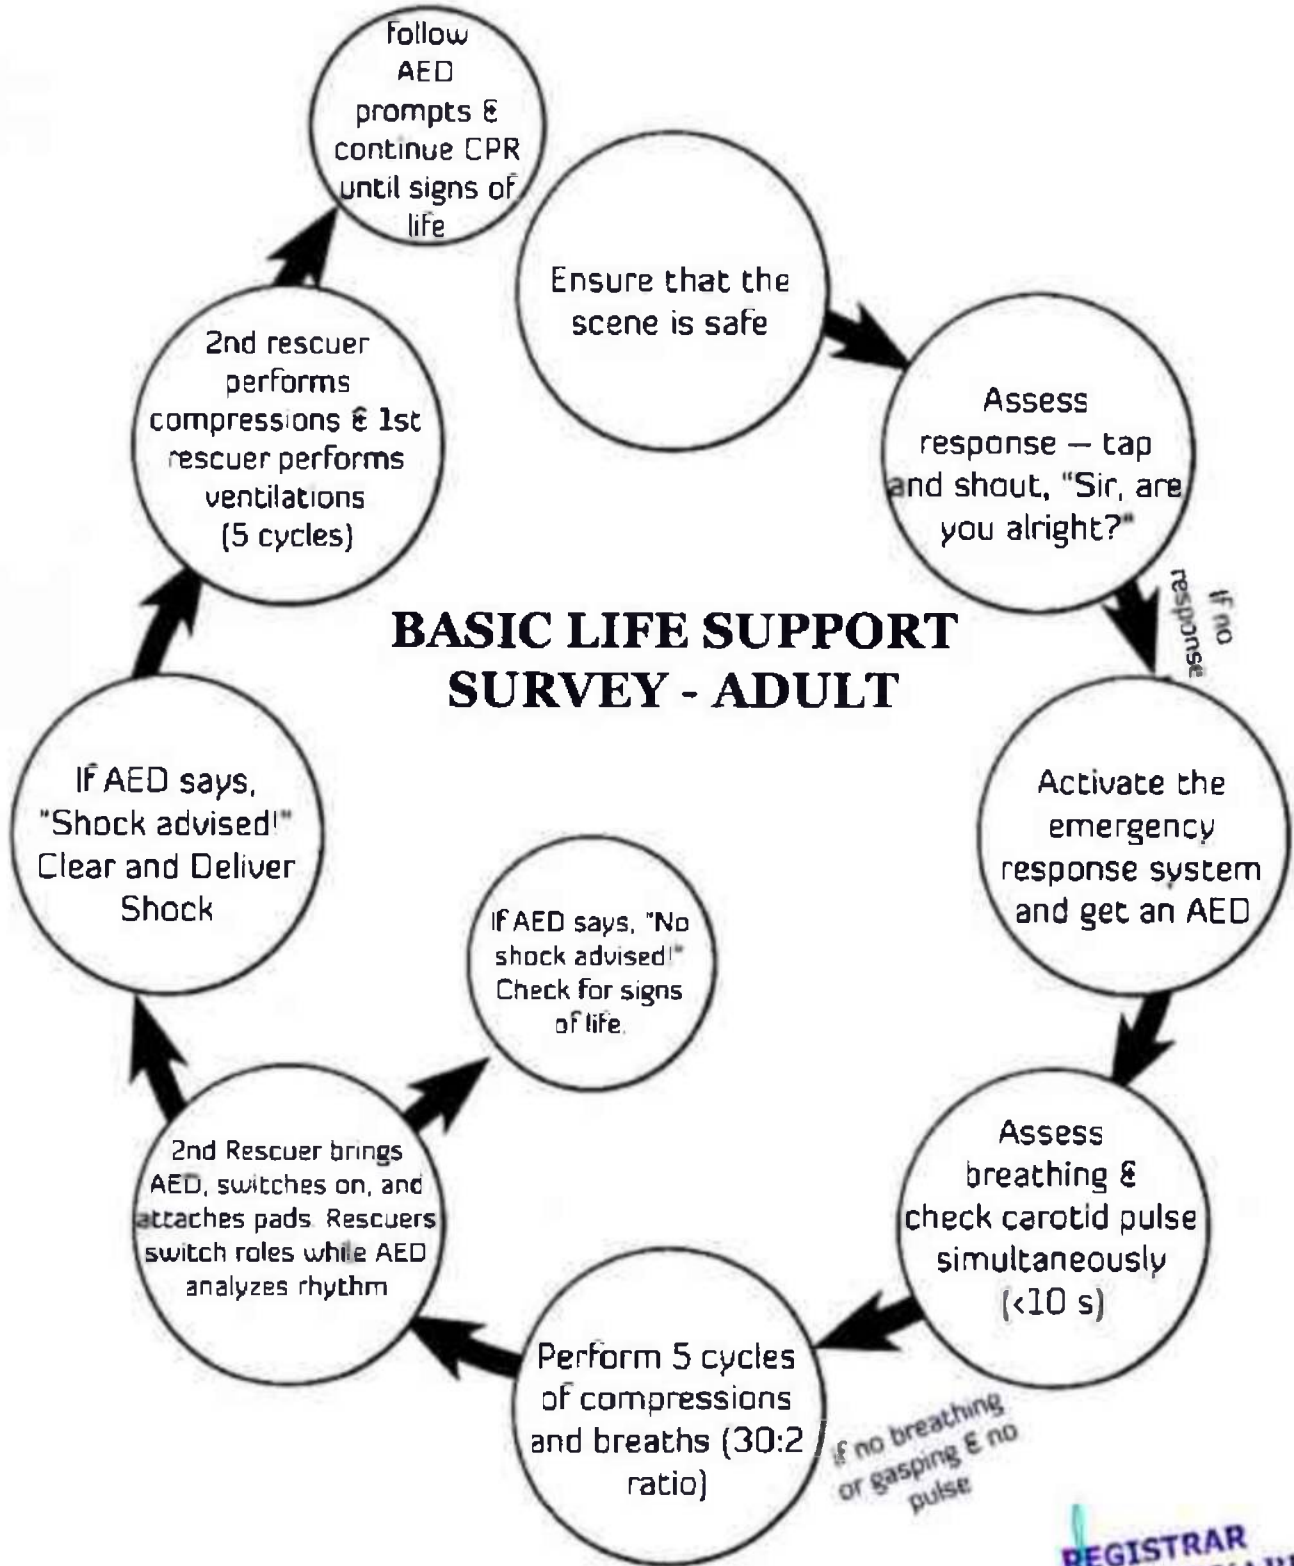 Follow
AED
prompts &
continue CPR
until signs of
life
Ensure that the
scene is safe
Assess
response – tap
and shout, "Sir, are
you alright?"
If no
response
Activate the
emergency
response system
and get an AED
Assess
breathing &
check carotid pulse
simultaneously
(<10 s)
If no breathing
or gasping & no
pulse
Perform 5 cycles
of compressions
and breaths (30:2
ratio)
2nd Rescuer brings
AED, switches on, and
attaches pads. Rescuers
switch roles while AED
analyzes rhythm
If AED says, "No
shock advised!"
Check for signs
of life.
If AED says,
"Shock advised!"
Clear and Deliver
Shock
2nd rescuer
performs
compressions & 1st
rescuer performs
ventilations
(5 cycles)
BASIC LIFE SUPPORT
SURVEY - ADULT
REGISTRAR